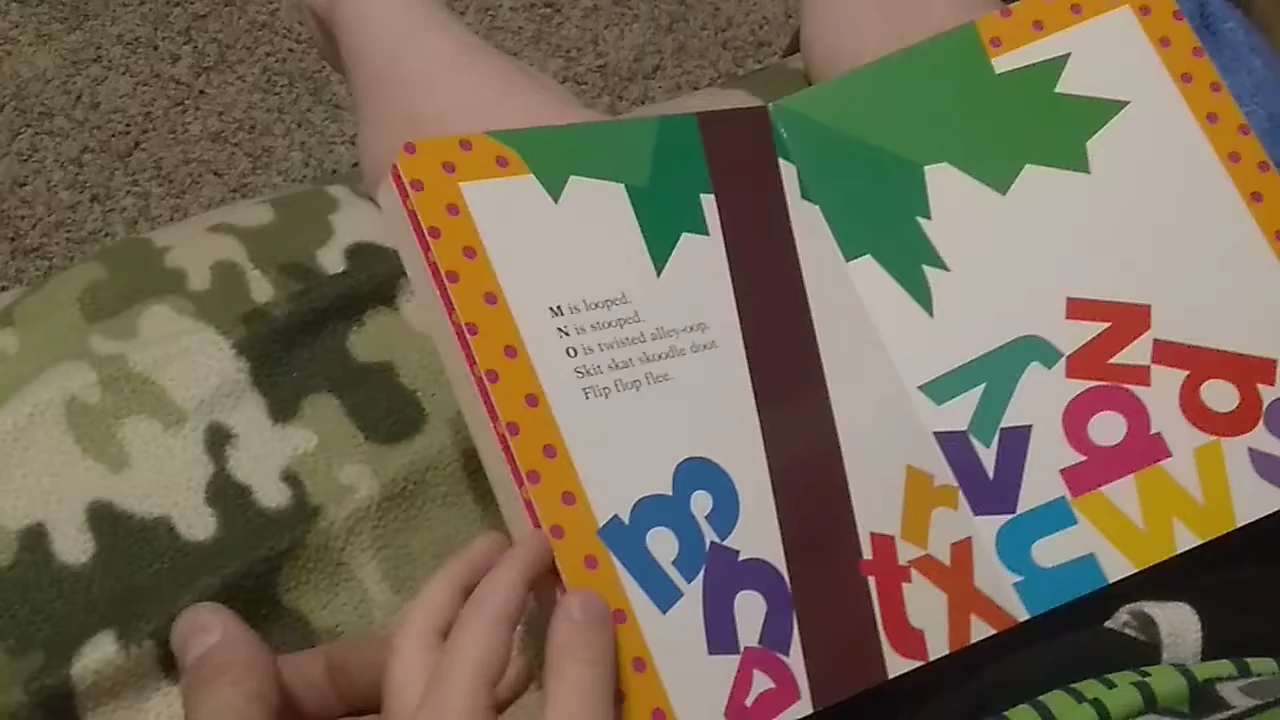 M is looped.
N is stooped.
O is twisted alley-oop.
Skit skat skoodle doot.
Flip flop flee.